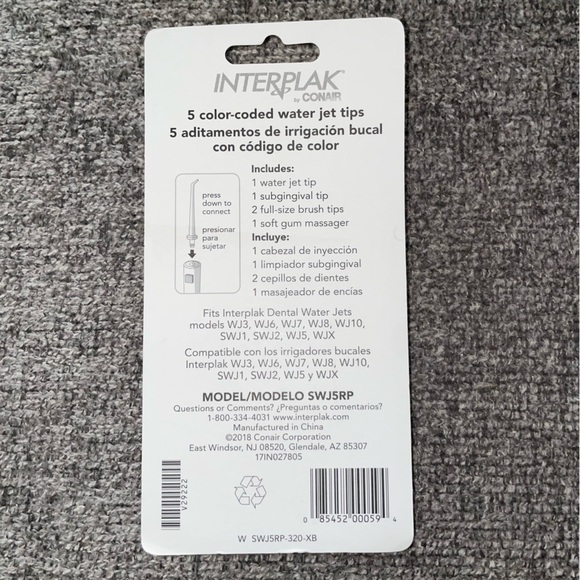 INTERPLAK
by CONAIR
5 color-coded water jet tips
5 aditamentos de irrigación bucal
con código de color
press
down to
connect
presionar
para
sujetar
Includes:
1 water jet tip
1 subgingival tip
2 full-size brush tips
1 soft gum massager
Incluye:
1 cabezal de inyección
1 limpiador subgingival
2 cepillos de dientes
1 masajeador de encías
Fits Interplak Dental Water Jets
models WJ3, WJ6, WJ7, WJ8, WJ10,
SWJ1, SWJ2, WJ5, WJX
Compatible con los irrigadores bucales
Interplak WJ3, WJ6, WJ7, WJ8, WJ10,
SWJ1, SWJ2, WJ5 y WJX
MODEL/MODELO SWJ5RP
Questions or Comments? ¿Preguntas o comentarios?
1-800-334-4031 www.interplak.com
Manufactured in China
©2018 Conair Corporation
East Windsor, NJ 08520, Glendale, AZ 85307
17IN027805
V29222
0 85452 00059 4
W SWJ5RP-320-XB